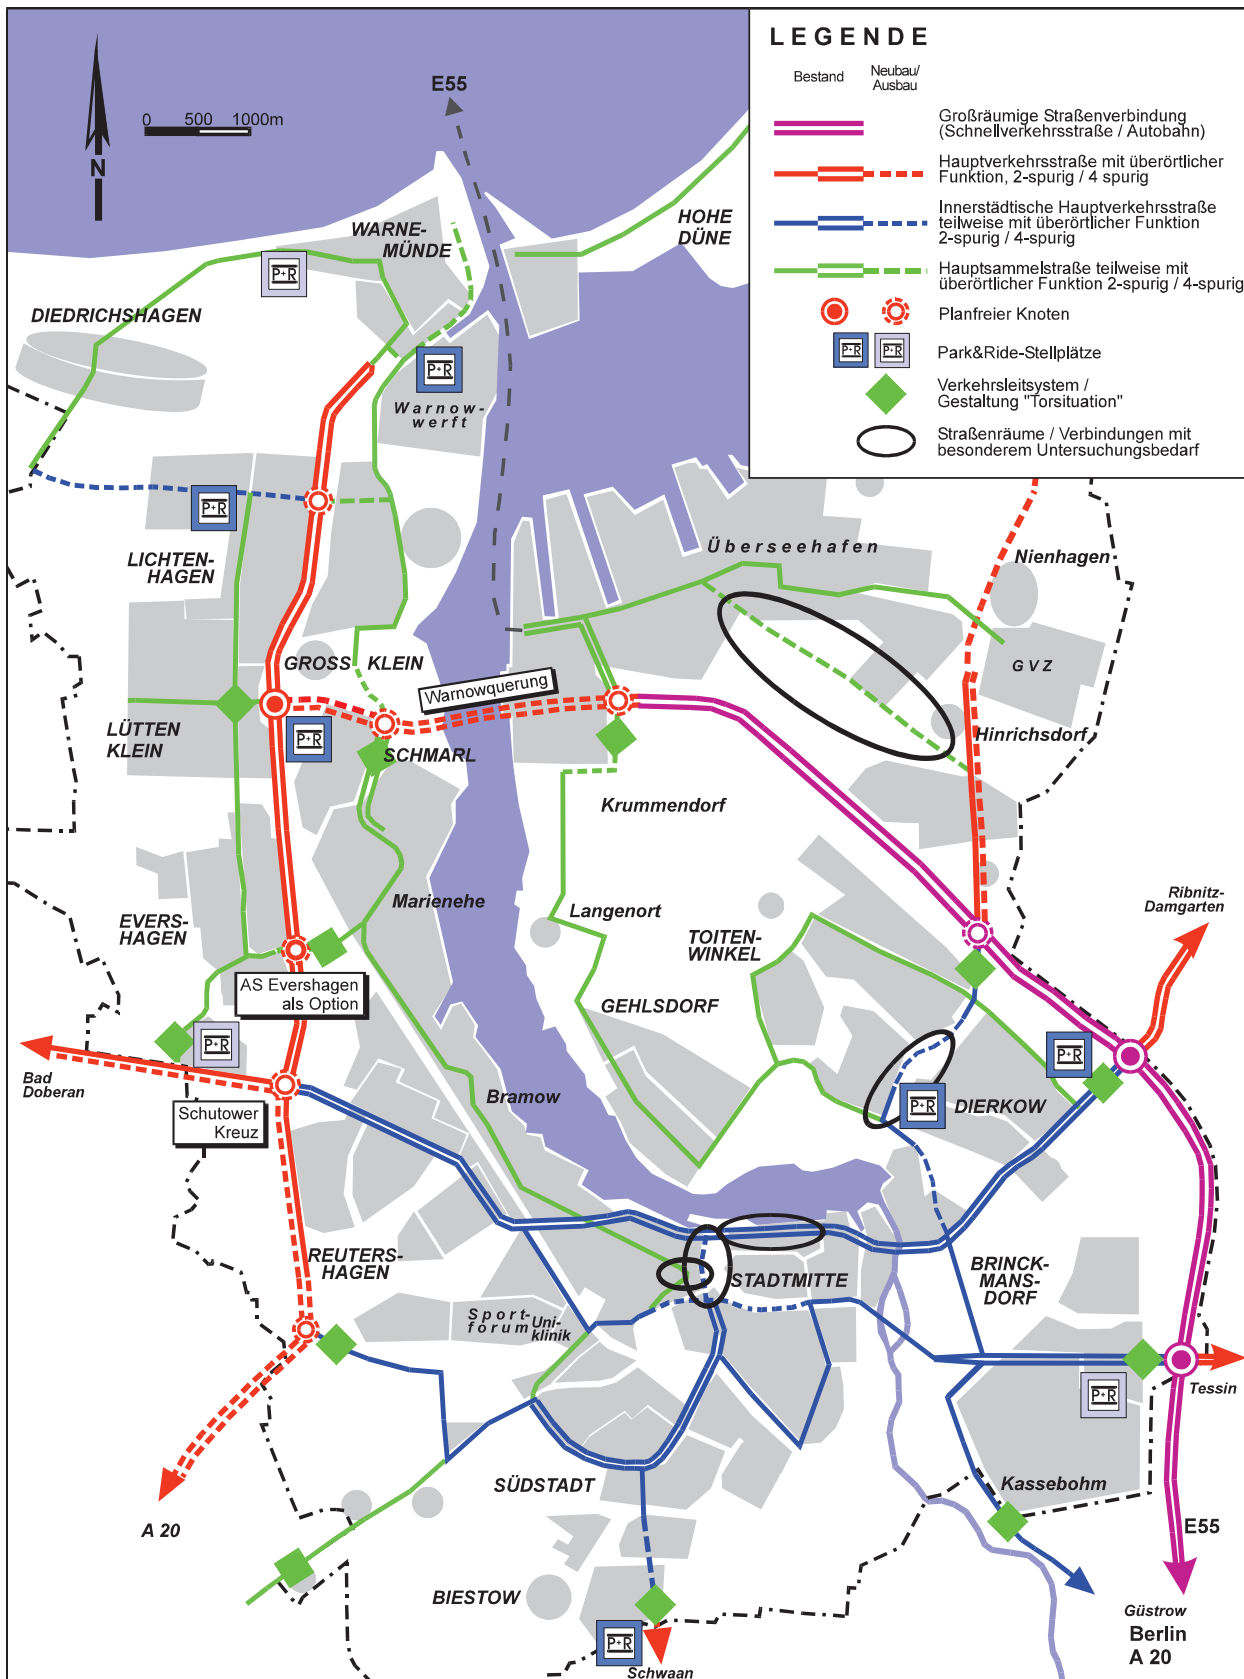 LEGENDE
Bestand
Neubau/
Ausbau
Großräumige Straßenverbindung
(Schnellverkehrsstraße / Autobahn)
Hauptverkehrsstraße mit überörtlicher
Funktion, 2-spurig / 4 spurig
Innerstädtische Hauptverkehrsstraße
teilweise mit überörtlicher Funktion
2-spurig / 4-spurig
Hauptsammelstraße teilweise mit
überörtlicher Funktion 2-spurig / 4-spurig
Planfreier Knoten
P+R
P+R
Park&Ride-Stellplätze
Verkehrsleitsystem /
Gestaltung "Torsituation"
Straßenräume / Verbindungen mit
besonderem Untersuchungsbedarf
E55
0 500 1000m
N
WARNE-
MÜNDE
HOHE
DÜNE
P+R
DIEDRICHSHAGEN
P+R
Warnow-
werft
P+R
LICHTEN-
HAGEN
Überseehafen
Nienhagen
GROSS KLEIN
GVZ
Warnowquerung
LÜTTEN
KLEIN
P+R
SCHMARL
Hinrichsdorf
Krummendorf
Marienehe
Langenort
Ribnitz-
Damgarten
EVERS-
HAGEN
TOITEN-
WINKEL
AS Evershagen
als Option
GEHLSDORF
P+R
P+R
Bad
Doberan
Bramow
P+R
DIERKOW
Schutower
Kreuz
REUTERS-
HAGEN
STADTMITTE
BRINCK-
MANS-
DORF
Sport-
forum
Uni-
klinik
P+R
Tessin
SÜDSTADT
Kassebohm
A 20
E55
BIESTOW
P+R
Schwaan
Güstrow
Berlin
A 20